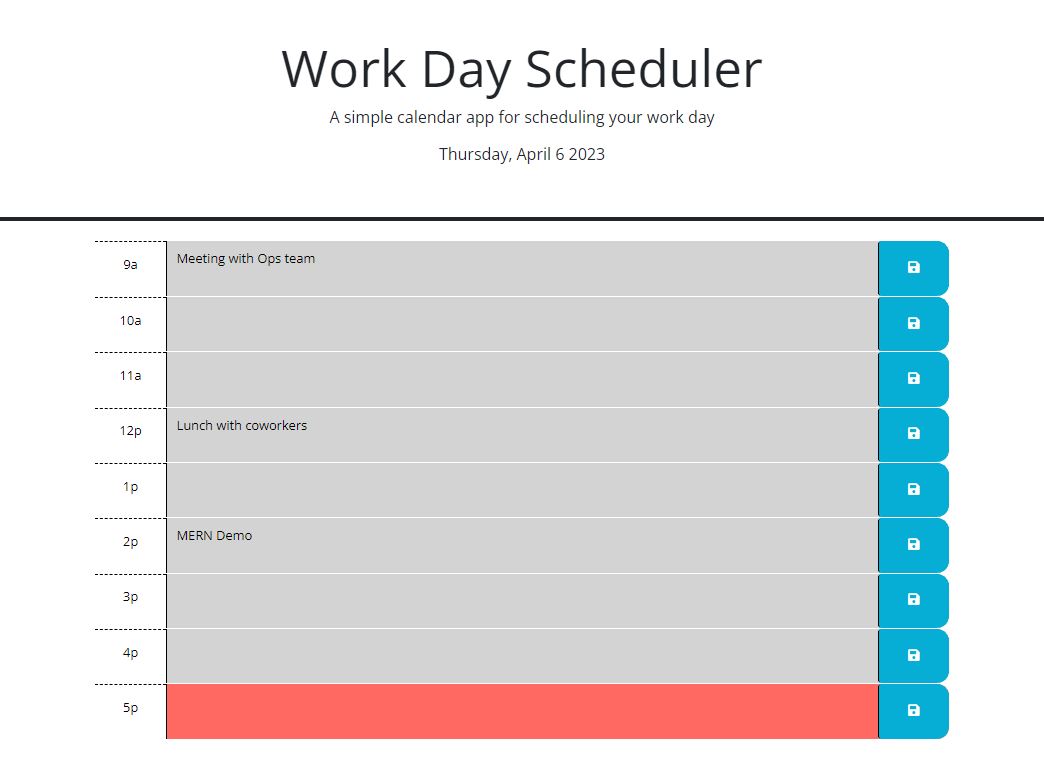 Work Day Scheduler
A simple calendar app for scheduling your work day
Thursday, April 6 2023
9a Meeting with Ops team
10a
11a
12p Lunch with coworkers
1p
2p MERN Demo
3p
4p
5p